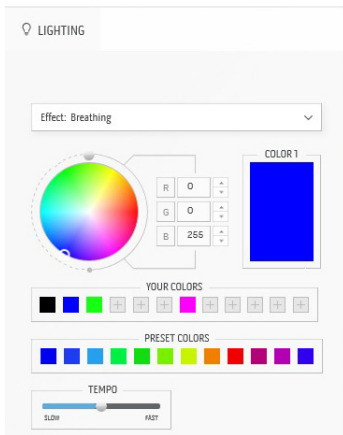 LIGHTING
Effect: Breathing
COLOR 1
R 0
G 0
B 255
YOUR COLORS
PRESET COLORS
TEMPO
SLOW FAST